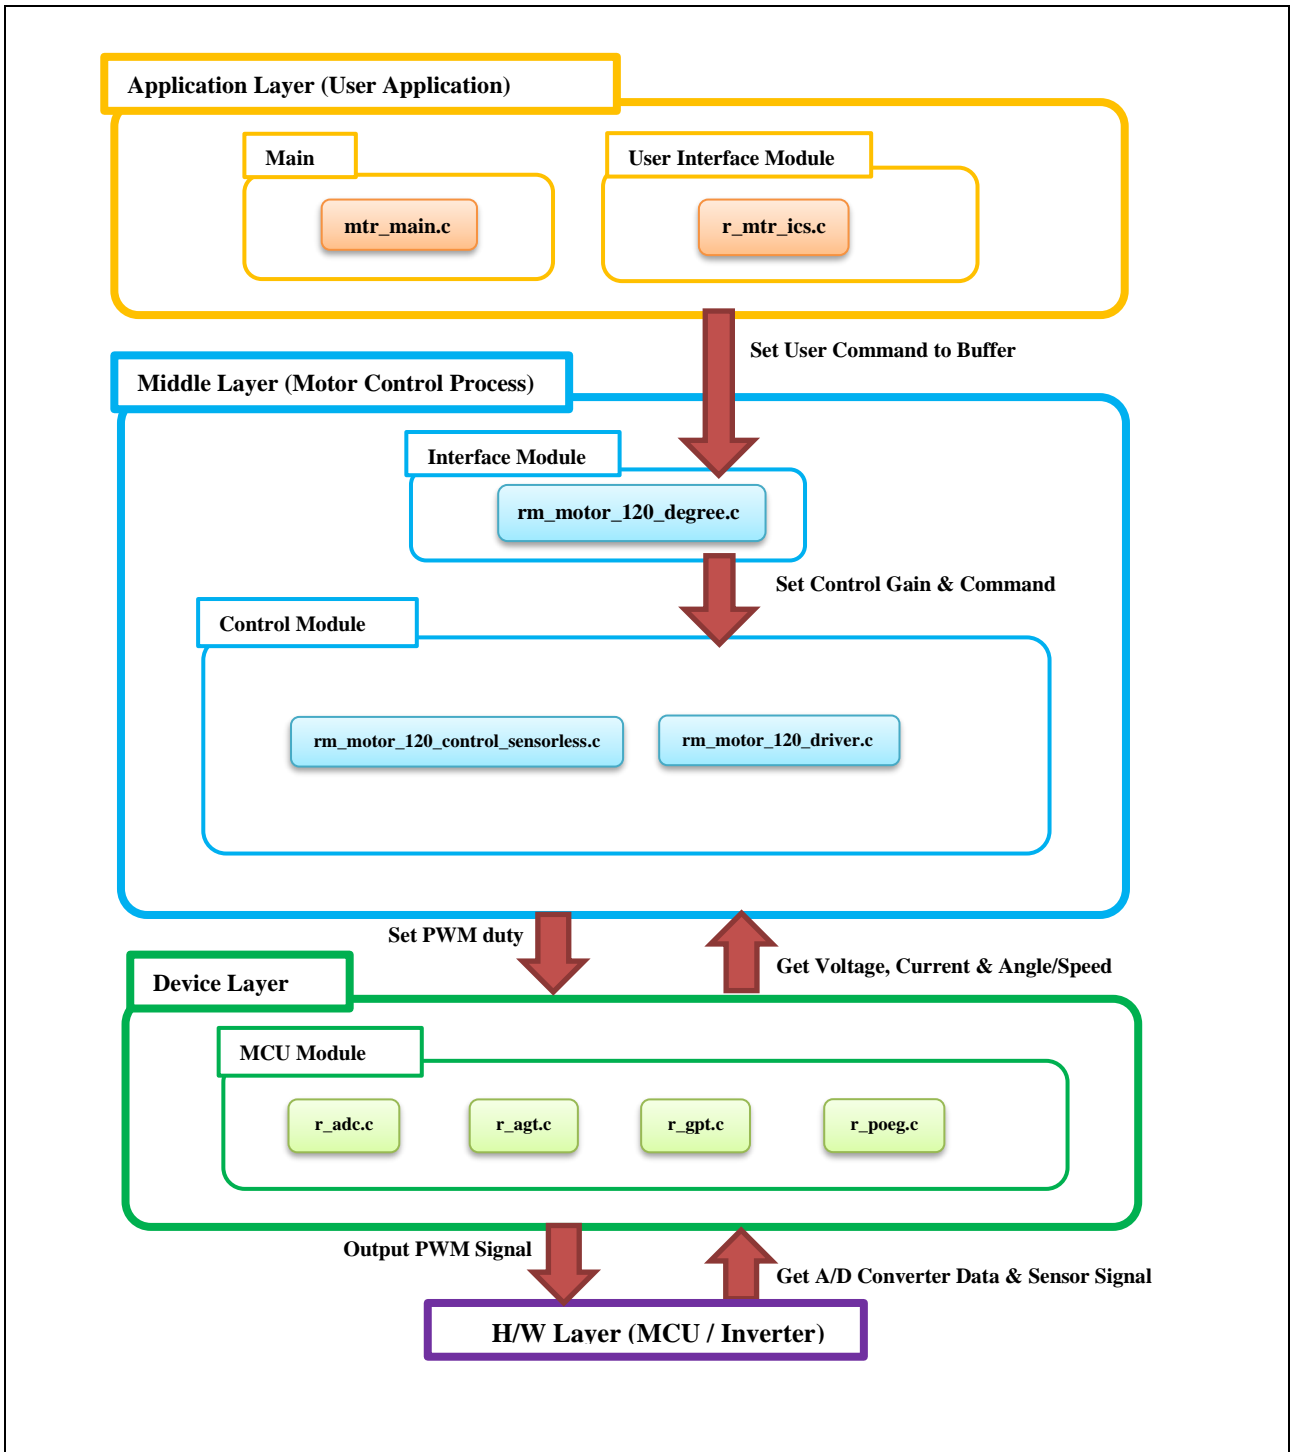 Application Layer (User Application)
Main
User Interface Module
mtr_main.c
r_mtr_ics.c
Set User Command to Buffer
Middle Layer (Motor Control Process)
Interface Module
rm_motor_120_degree.c
Set Control Gain & Command
Control Module
rm_motor_120_control_sensorless.c
rm_motor_120_driver.c
Set PWM duty
Get Voltage, Current & Angle/Speed
Device Layer
MCU Module
r_adc.c
r_agt.c
r_gpt.c
r_poeg.c
Output PWM Signal
Get A/D Converter Data & Sensor Signal
H/W Layer (MCU / Inverter)